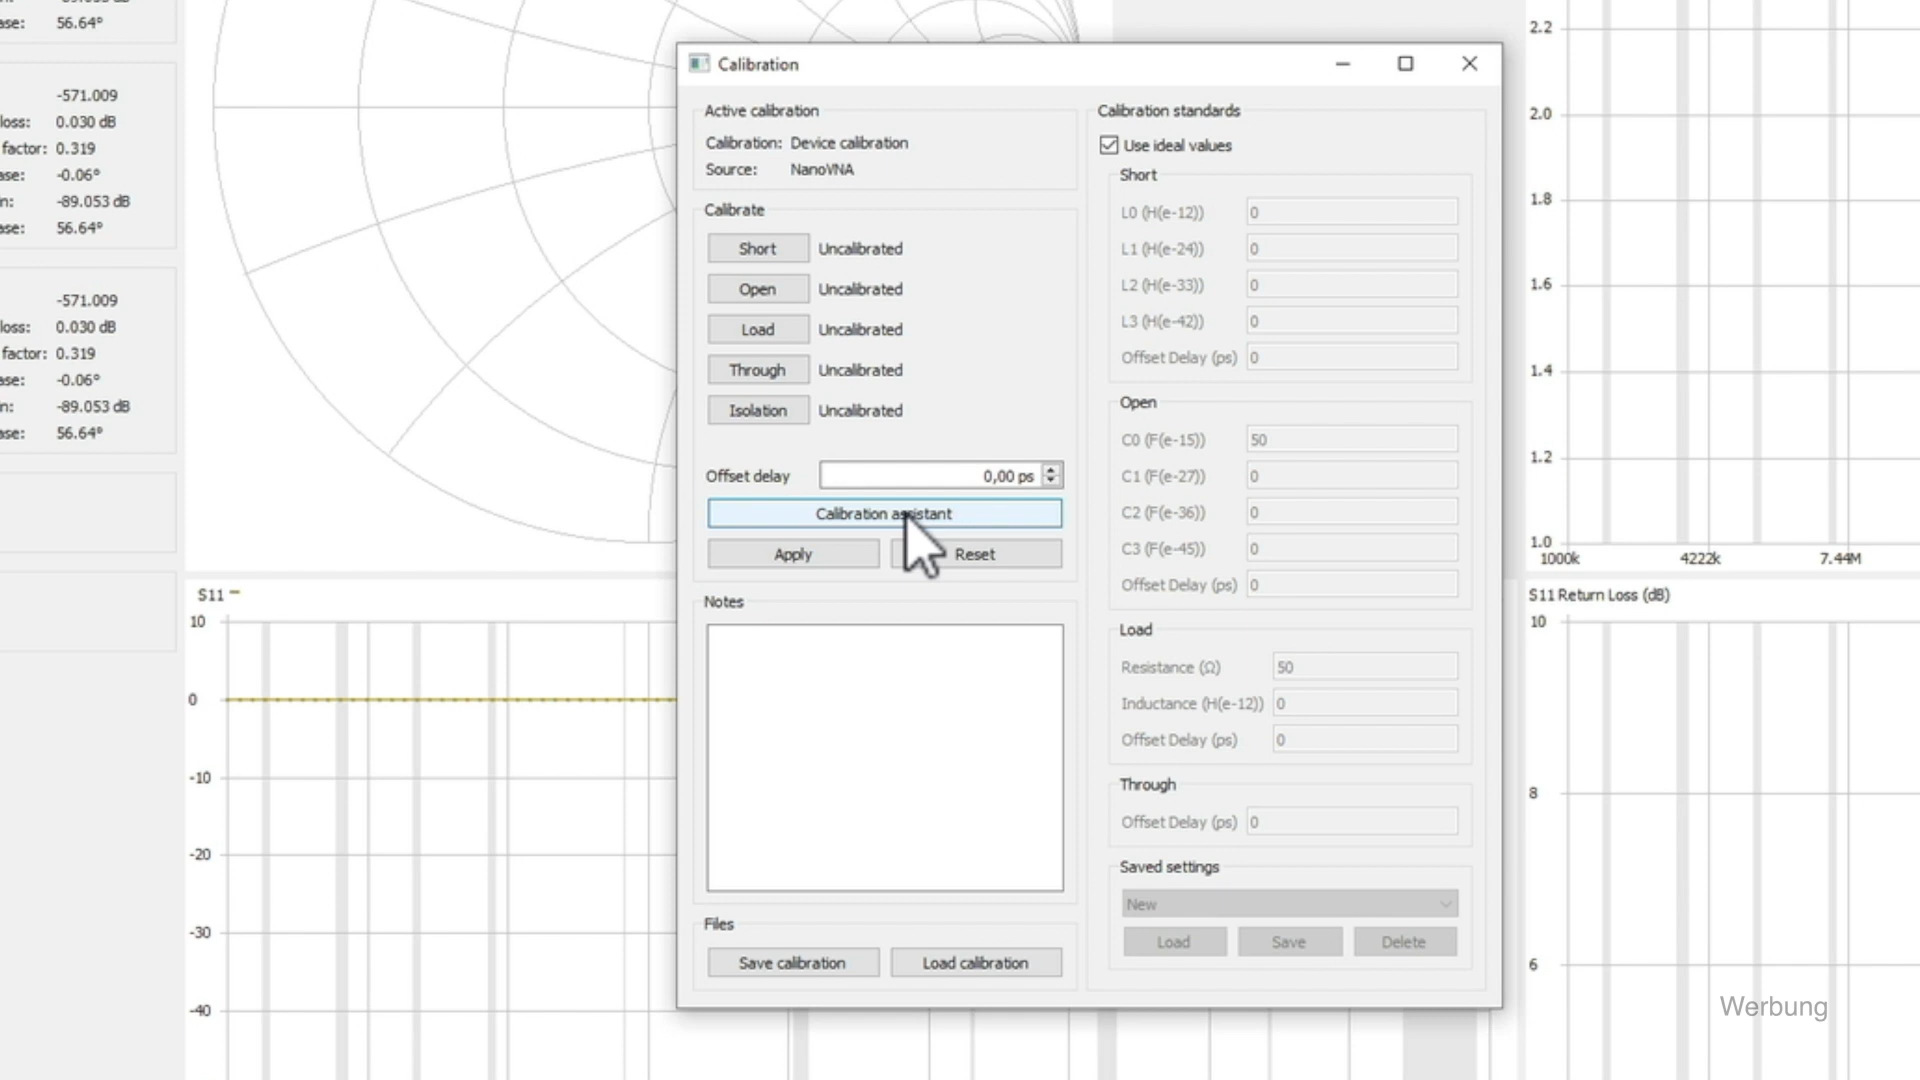 56.64°
-571.009
loss: 0.030 dB
factor: 0.319
ase: -0.06°
n: -89.053 dB
ase: 56.64°
-571.009
loss: 0.030 dB
factor: 0.319
ase: -0.06°
n: -89.053 dB
ase: 56.64°
Calibration
Active calibration
Calibration: Device calibration
Source: NanoVNA
Calibrate
Short Uncalibrated
Open Uncalibrated
Load Uncalibrated
Through Uncalibrated
Isolation Uncalibrated
Offset delay 0,00 ps
Calibration assistant
Apply Reset
Notes
Files
Save calibration Load calibration
Calibration standards
Use ideal values
Short
L0 (H(e-12)) 0
L1 (H(e-24)) 0
L2 (H(e-33)) 0
L3 (H(e-42)) 0
Offset Delay (ps) 0
Open
C0 (F(e-15)) 50
C1 (F(e-27)) 0
C2 (F(e-36)) 0
C3 (F(e-45)) 0
Offset Delay (ps) 0
Load
Resistance (Ω) 50
Inductance (H(e-12)) 0
Offset Delay (ps) 0
Through
Offset Delay (ps) 0
Saved settings
New
Load Save Delete
2.2
2.0
1.8
1.6
1.4
1.2
1.0
1000k 4222k 7.44M
S11
10
0
-10
-20
-30
-40
S11 Return Loss (dB)
10
8
6
Werbung